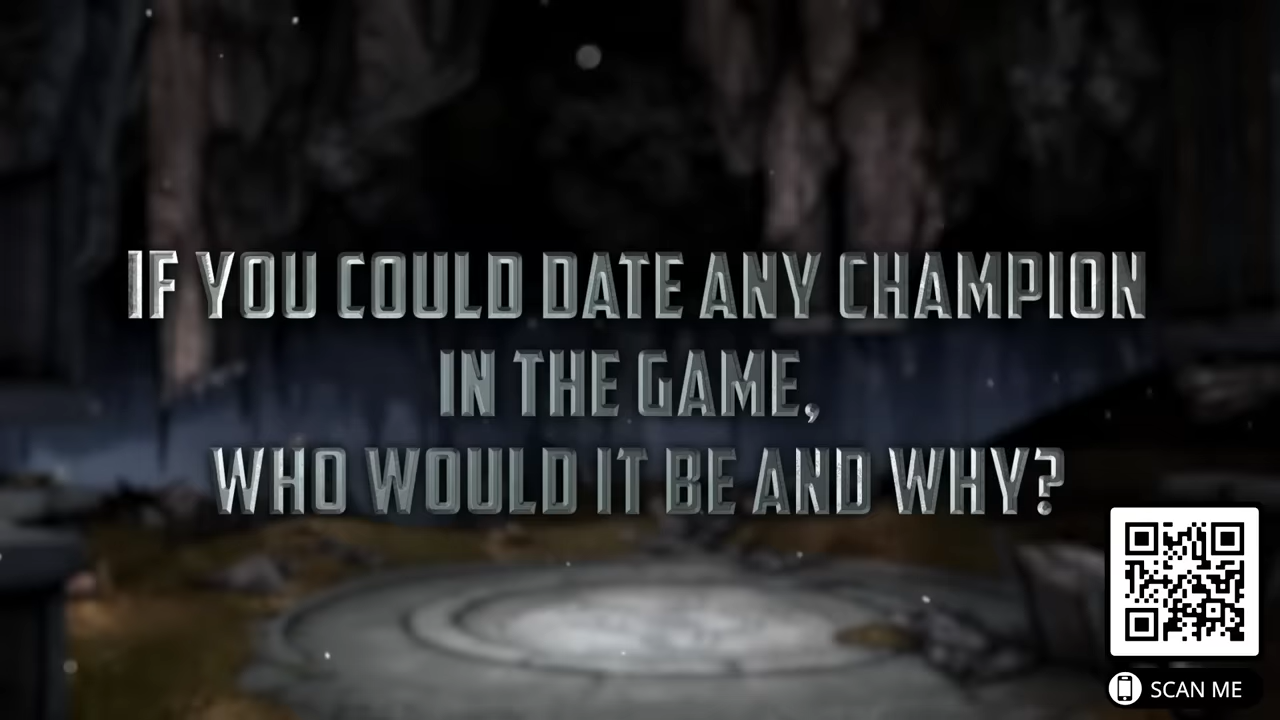 IF YOU COULD DATE ANY CHAMPION
IN THE GAME,
WHO WOULD IT BE AND WHY?
SCAN ME